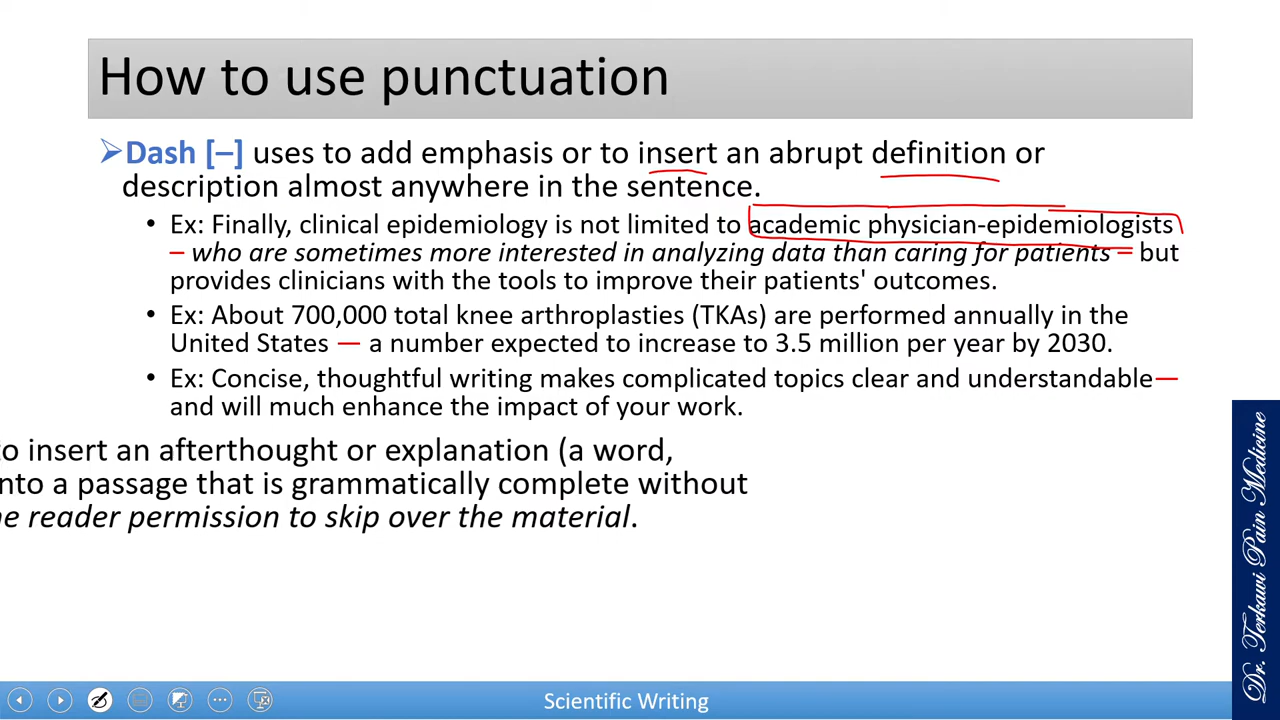 How to use punctuation
Dash [–] uses to add emphasis or to insert an abrupt definition or
description almost anywhere in the sentence.
• Ex: Finally, clinical epidemiology is not limited to academic physician-epidemiologists
– who are sometimes more interested in analyzing data than caring for patients – but
provides clinicians with the tools to improve their patients' outcomes.
• Ex: About 700,000 total knee arthroplasties (TKAs) are performed annually in the
United States — a number expected to increase to 3.5 million per year by 2030.
• Ex: Concise, thoughtful writing makes complicated topics clear and understandable—
and will much enhance the impact of your work.
to insert an afterthought or explanation (a word,
nto a passage that is grammatically complete without
e reader permission to skip over the material.
Dr. Terkawi Pain Medicine
Scientific Writing